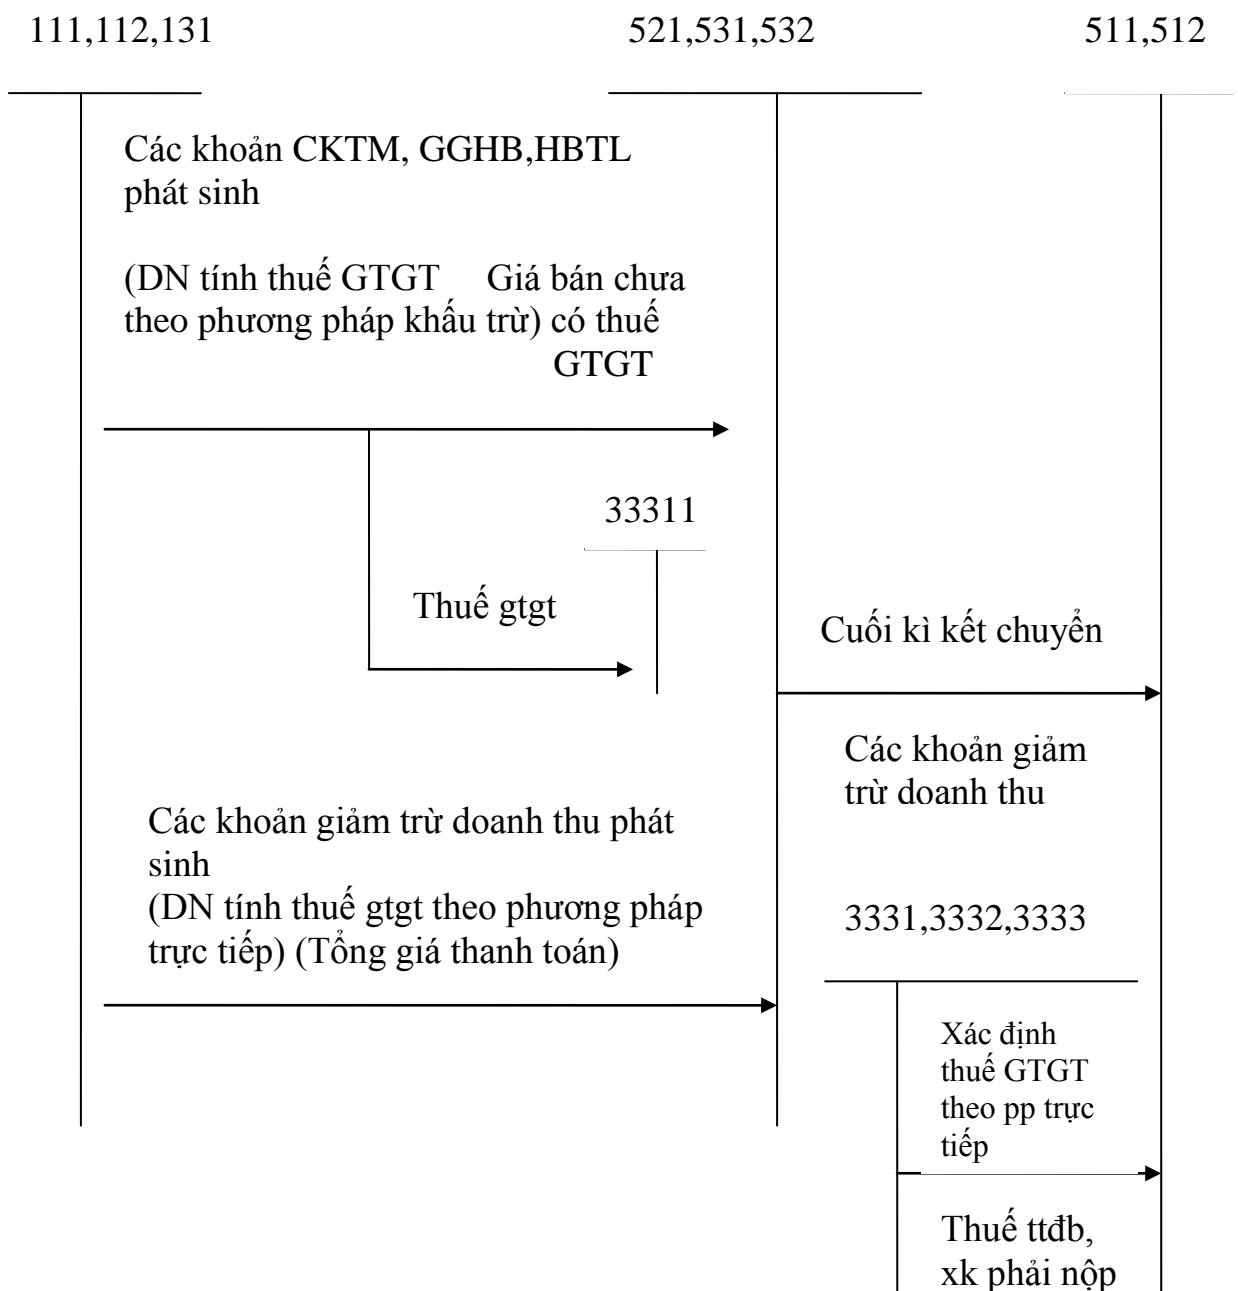 111,112,131
521,531,532
511,512
Các khoản CKTM, GGHB,HBTL
phát sinh
(DN tính thuế GTGT Giá bán chưa
theo phương pháp khấu trừ) có thuế
GTGT
33311
Thuế gtgt
Cuối kì kết chuyển
Các khoản giảm
trừ doanh thu
Các khoản giảm trừ doanh thu phát
sinh
(DN tính thuế gtgt theo phương pháp
trực tiếp) (Tổng giá thanh toán)
3331,3332,3333
Xác định
thuế GTGT
theo pp trực
tiếp
Thuế ttđb,
xk phải nộp